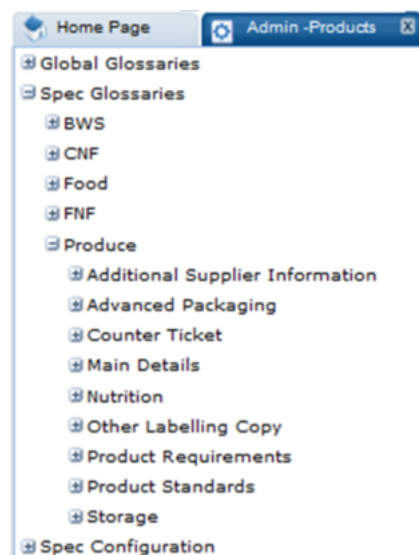 Home Page Admin -Products
Global Glossaries
Spec Glossaries
BWS
CNF
Food
FNF
Produce
Additional Supplier Information
Advanced Packaging
Counter Ticket
Main Details
Nutrition
Other Labelling Copy
Product Requirements
Product Standards
Storage
Spec Configuration